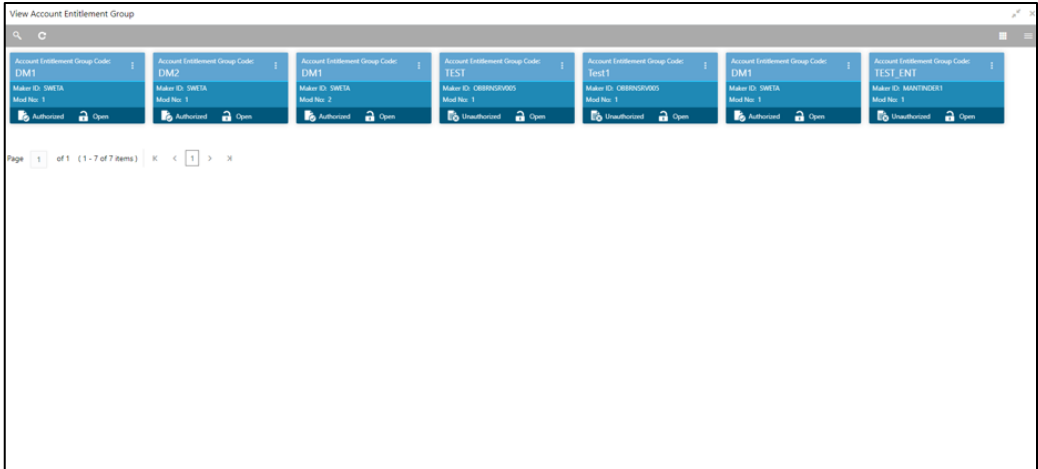 View Account Entitlement Group
Account Entitlement Group Code: Account Entitlement Group Code: Account Entitlement Group Code: Account Entitlement Group Code: Account Entitlement Group Code: Account Entitlement Group Code: Account Entitlement Group Code:
DM1 DM2 DM1 TEST Test1 DM1 TEST_ENT
Maker ID: SWETA Maker ID: SWETA Maker ID: SWETA Maker ID: OBBRNSRV005 Maker ID: OBBRNSRV005 Maker ID: SWETA Maker ID: MANTINDER1
Mod No: 1 Mod No: 1 Mod No: 2 Mod No: 1 Mod No: 1 Mod No: 1 Mod No: 1
Authorized Open Authorized Open Authorized Open Unauthorized Open Unauthorized Open Authorized Open Unauthorized Open
Page 1 of 1 (1 - 7 of 7 items) 1